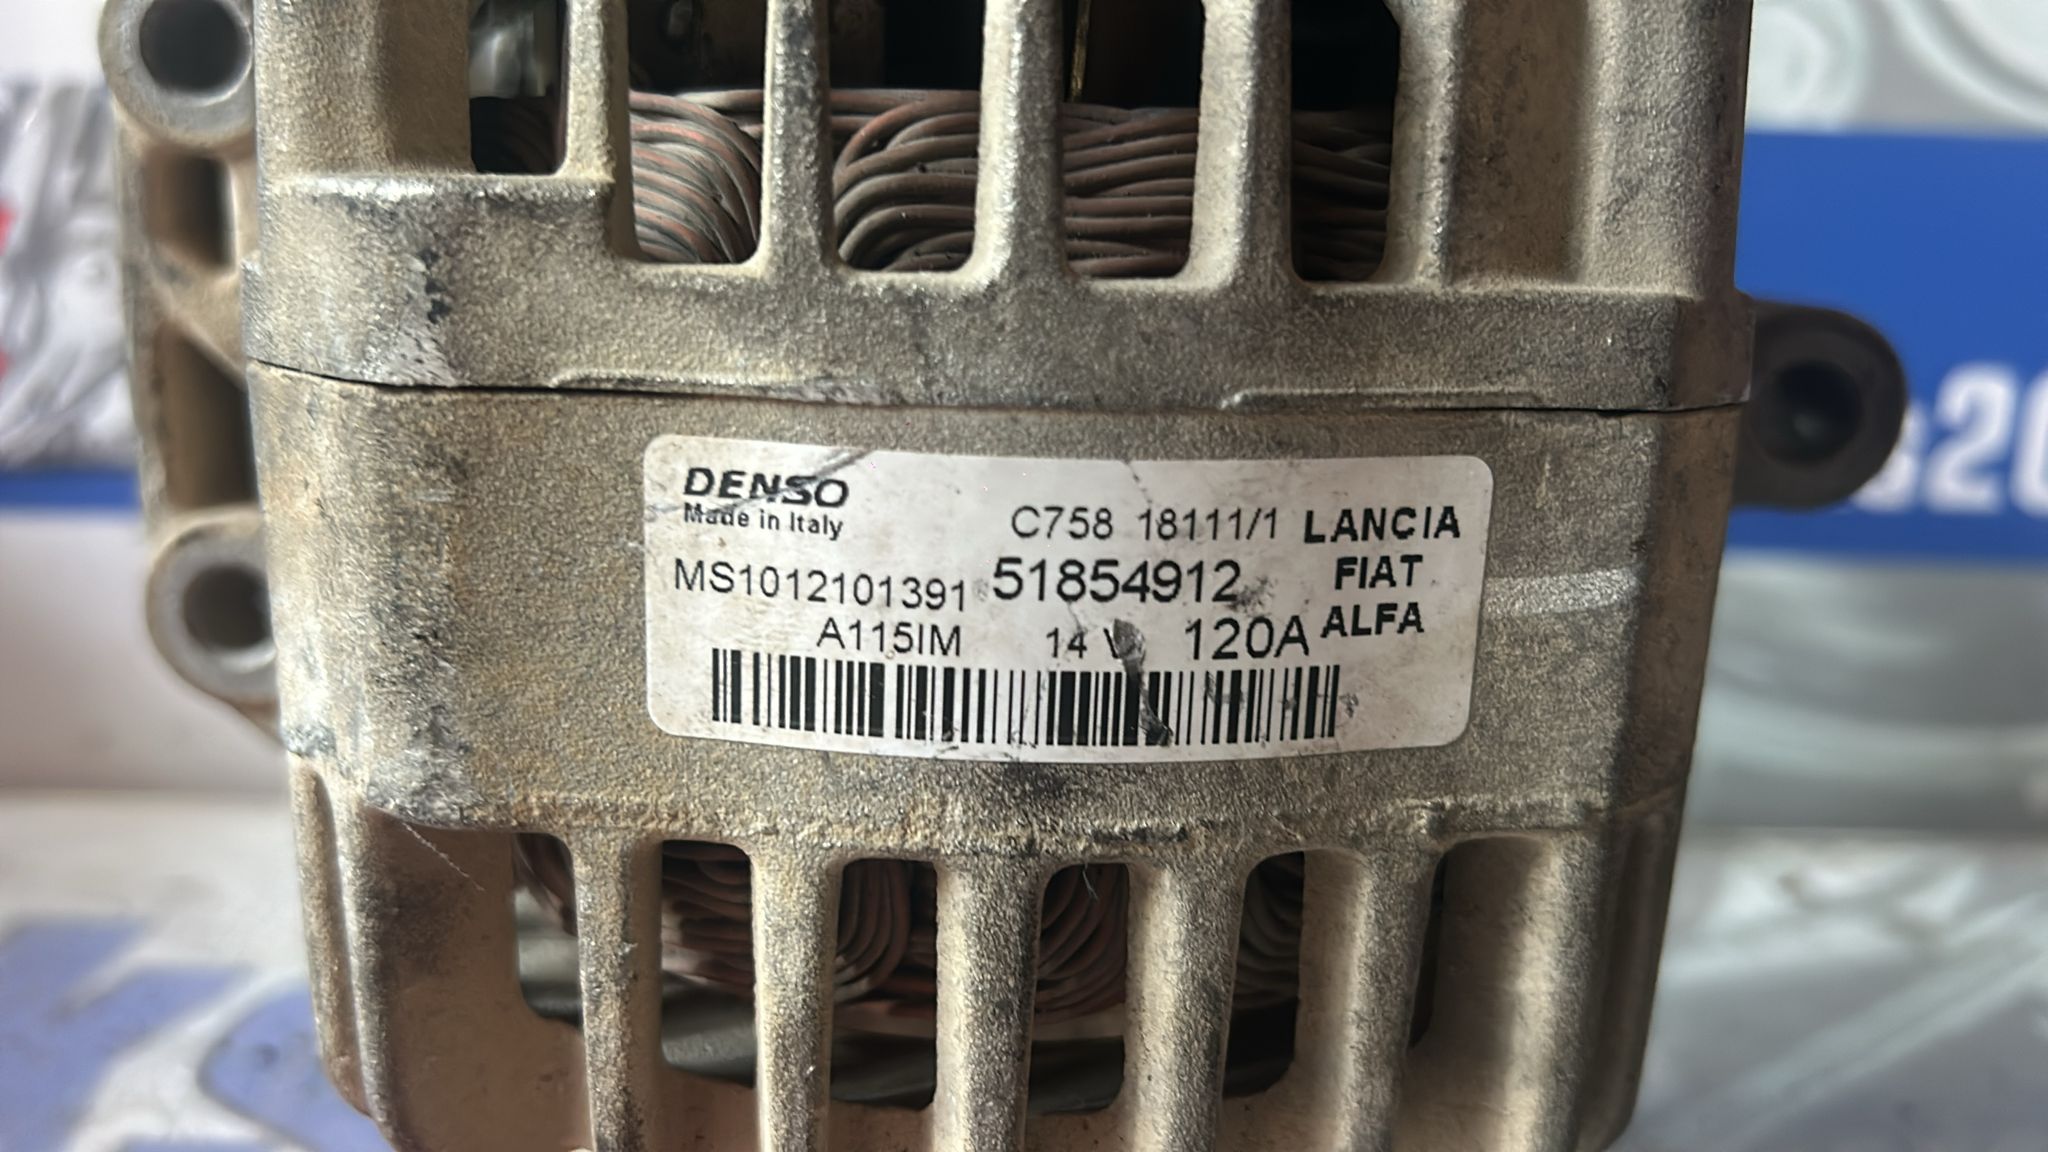 DENSO
Made in Italy
C758 18111/1 LANCIA
MS1012101391 51854912 FIAT
A115IM 14 V 120A ALFA